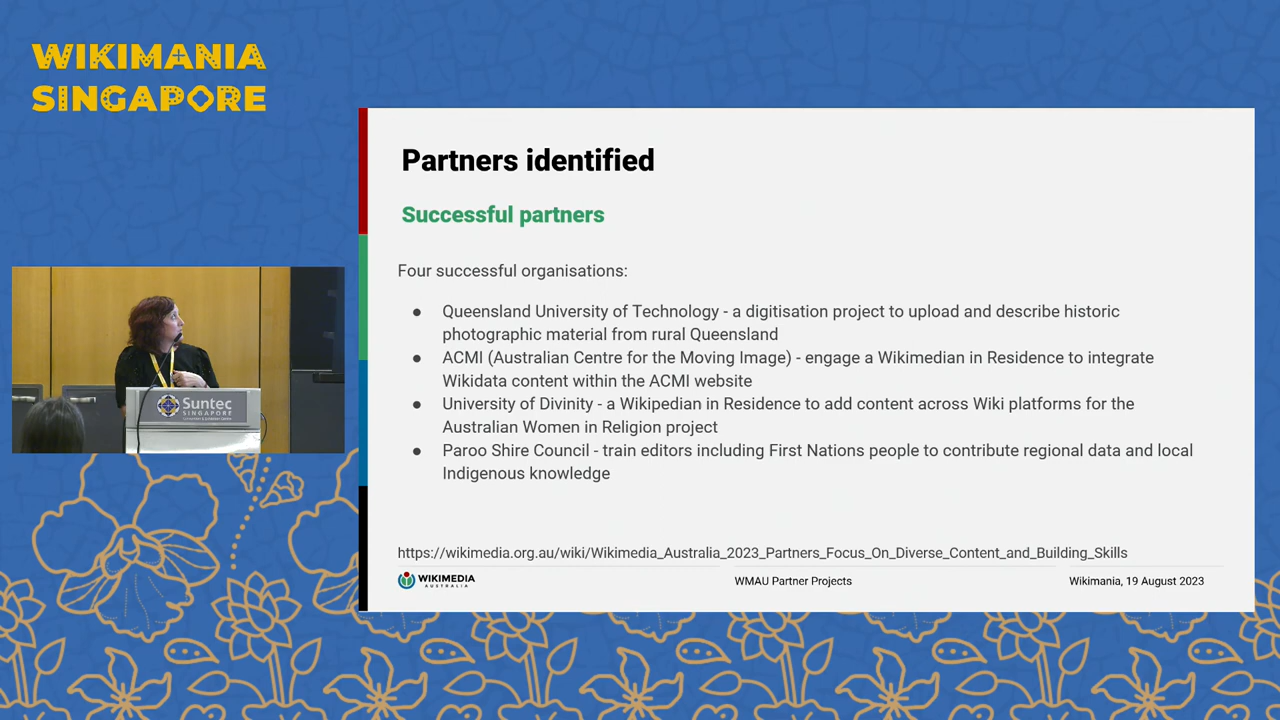 WIKIMANIA
SINGAPORE
Partners identified
Successful partners
Four successful organisations:
● Queensland University of Technology - a digitisation project to upload and describe historic
photographic material from rural Queensland
● ACMI (Australian Centre for the Moving Image) - engage a Wikimedian in Residence to integrate
Wikidata content within the ACMI website
● University of Divinity - a Wikipedian in Residence to add content across Wiki platforms for the
Australian Women in Religion project
● Paroo Shire Council - train editors including First Nations people to contribute regional data and local
Indigenous knowledge
https://wikimedia.org.au/wiki/Wikimedia_Australia_2023_Partners_Focus_On_Diverse_Content_and_Building_Skills
WIKIMEDIA
AUSTRALIA
WMAU Partner Projects
Wikimania, 19 August 2023
Suntec
SINGAPORE